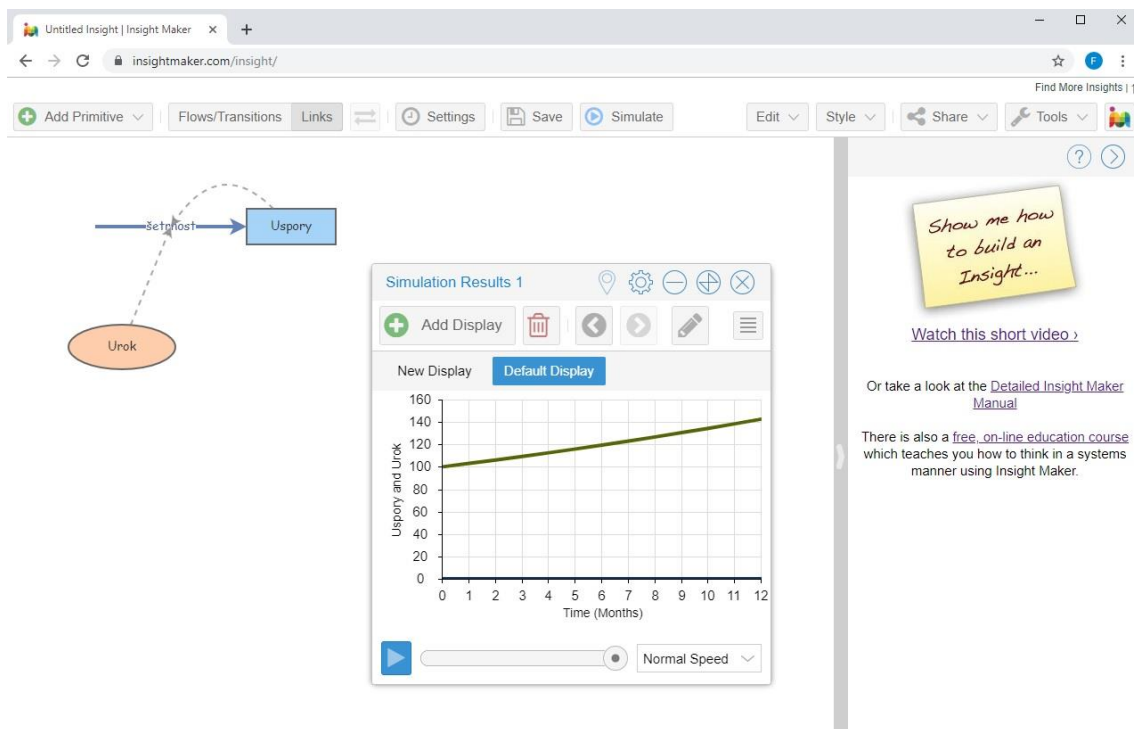 Untitled Insight | Insight Maker
insightmaker.com/insight/
F
Find More Insights |
Add Primitive
Flows/Transitions
Links
Settings
Save
Simulate
Edit
Style
Share
Tools
šetrnost
Uspory
Urok
Simulation Results 1
Add Display
New Display
Default Display
160
140
120
100
80
60
40
20
0
Uspory and Urok
0 1 2 3 4 5 6 7 8 9 10 11 12
Time (Months)
Normal Speed
?
Show me how
to build an
Insight...
Watch this short video ›
Or take a look at the Detailed Insight Maker
Manual
There is also a free, on-line education course
which teaches you how to think in a systems
manner using Insight Maker.